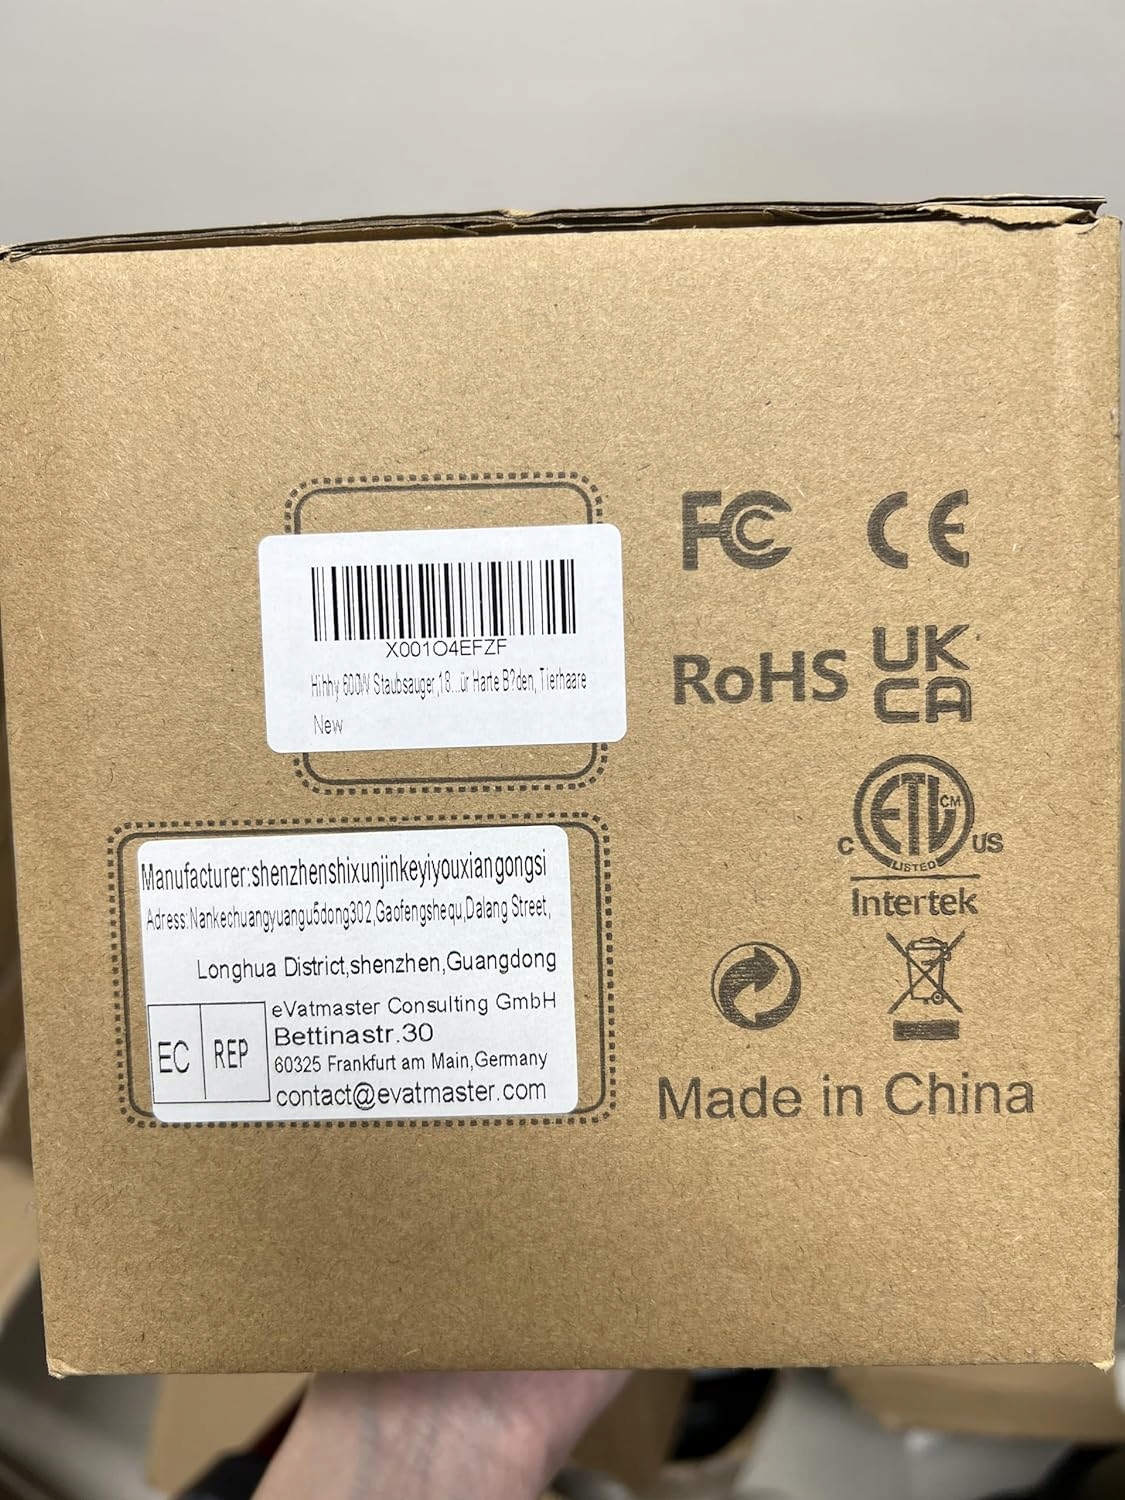 X001O4EFZF
Hihhy 600W Staubsauger,18...ür Harte B?den, Tierhaare
New
FC CE
RoHS
UK
CA
ETL CM
C US
LISTED
Intertek
Manufacturer:shenzhenshixunjinkeyiyouxiangongsi
Adress:Nankechuangyuangu5dong302,Gaofengshequ,Dalang Street,
Longhua District,shenzhen,Guangdong
EC REP
eVatmaster Consulting GmbH
Bettinastr.30
60325 Frankfurt am Main,Germany
contact@evatmaster.com
Made in China